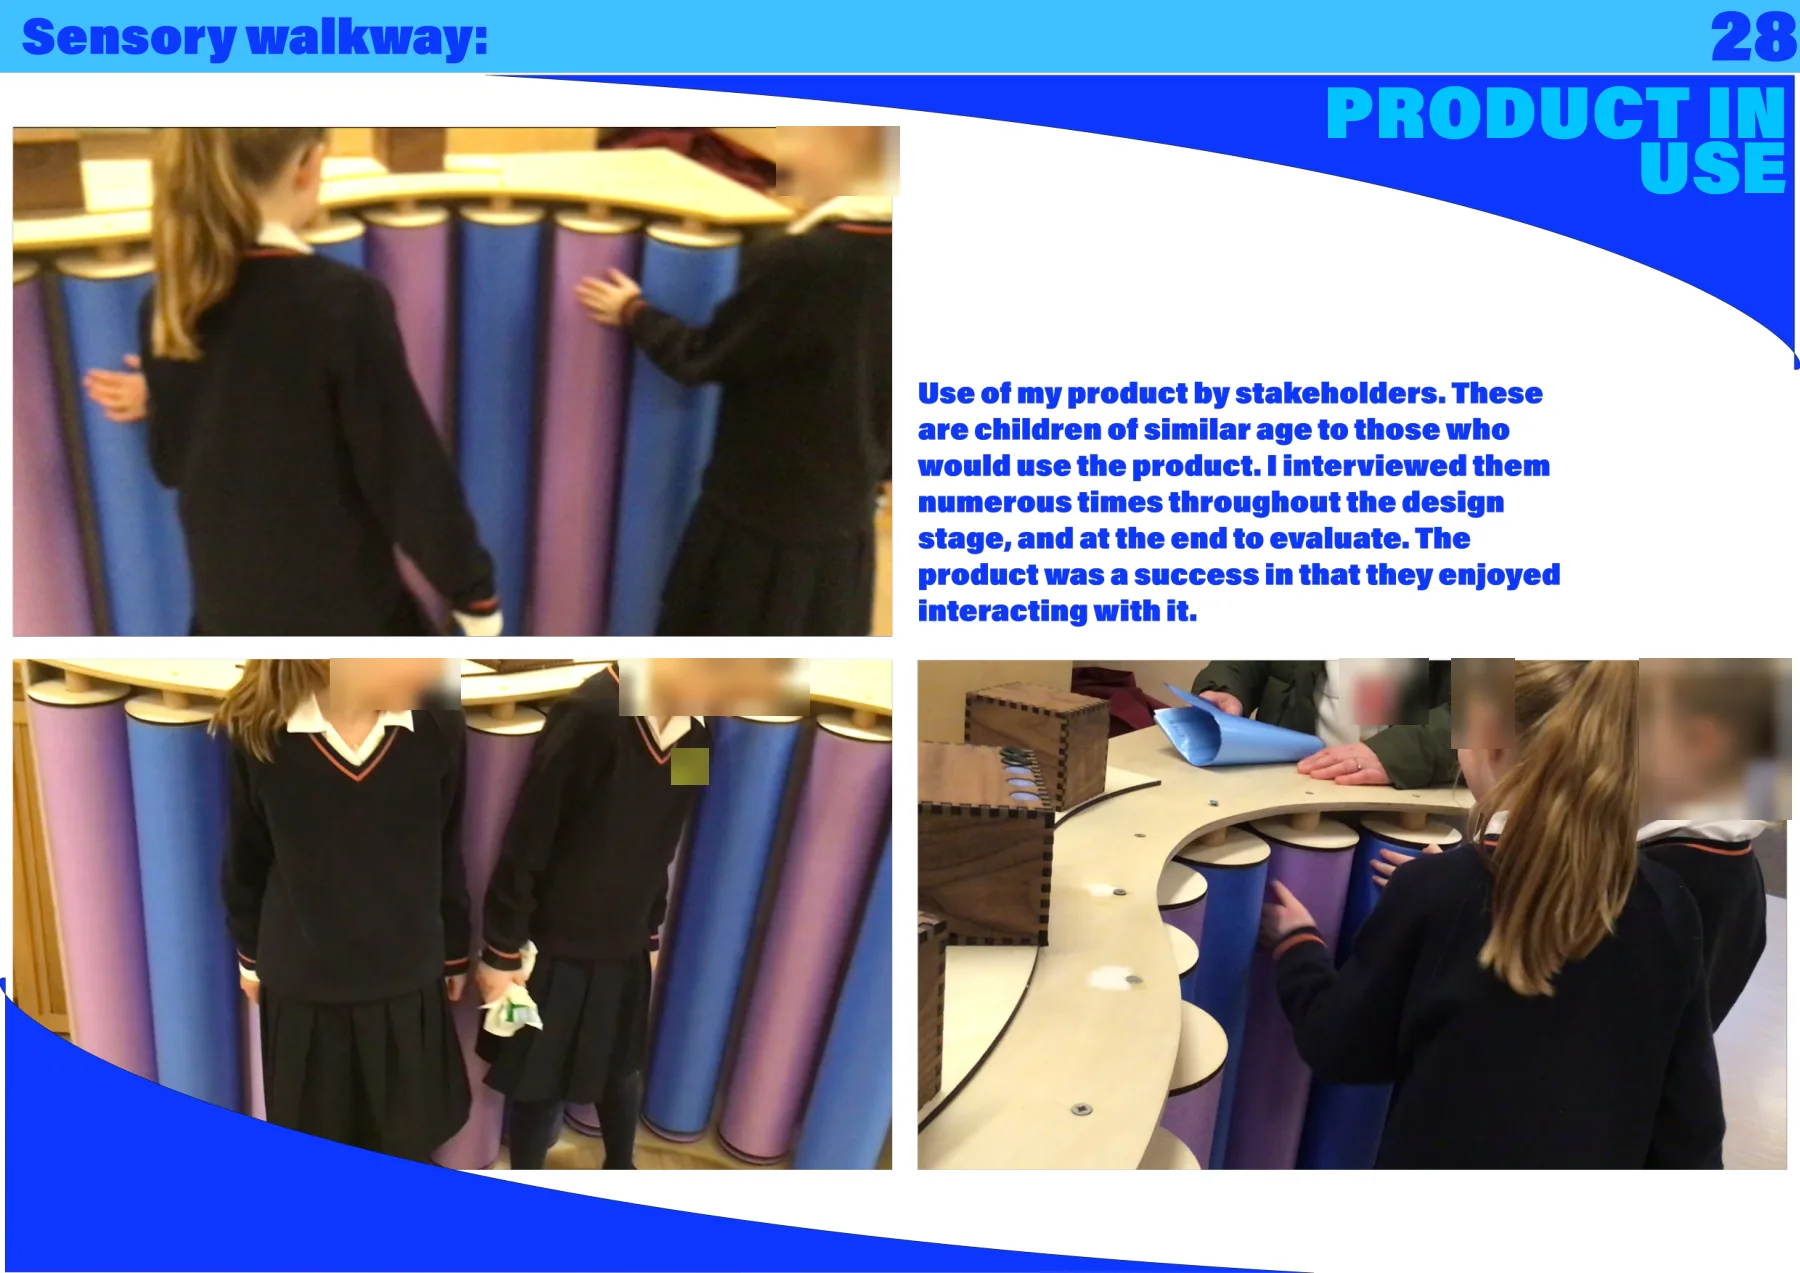 Sensory walkway:
28
PRODUCT IN
USE
Use of my product by stakeholders. These
are children of similar age to those who
would use the product. I interviewed them
numerous times throughout the design
stage, and at the end to evaluate. The
product was a success in that they enjoyed
interacting with it.